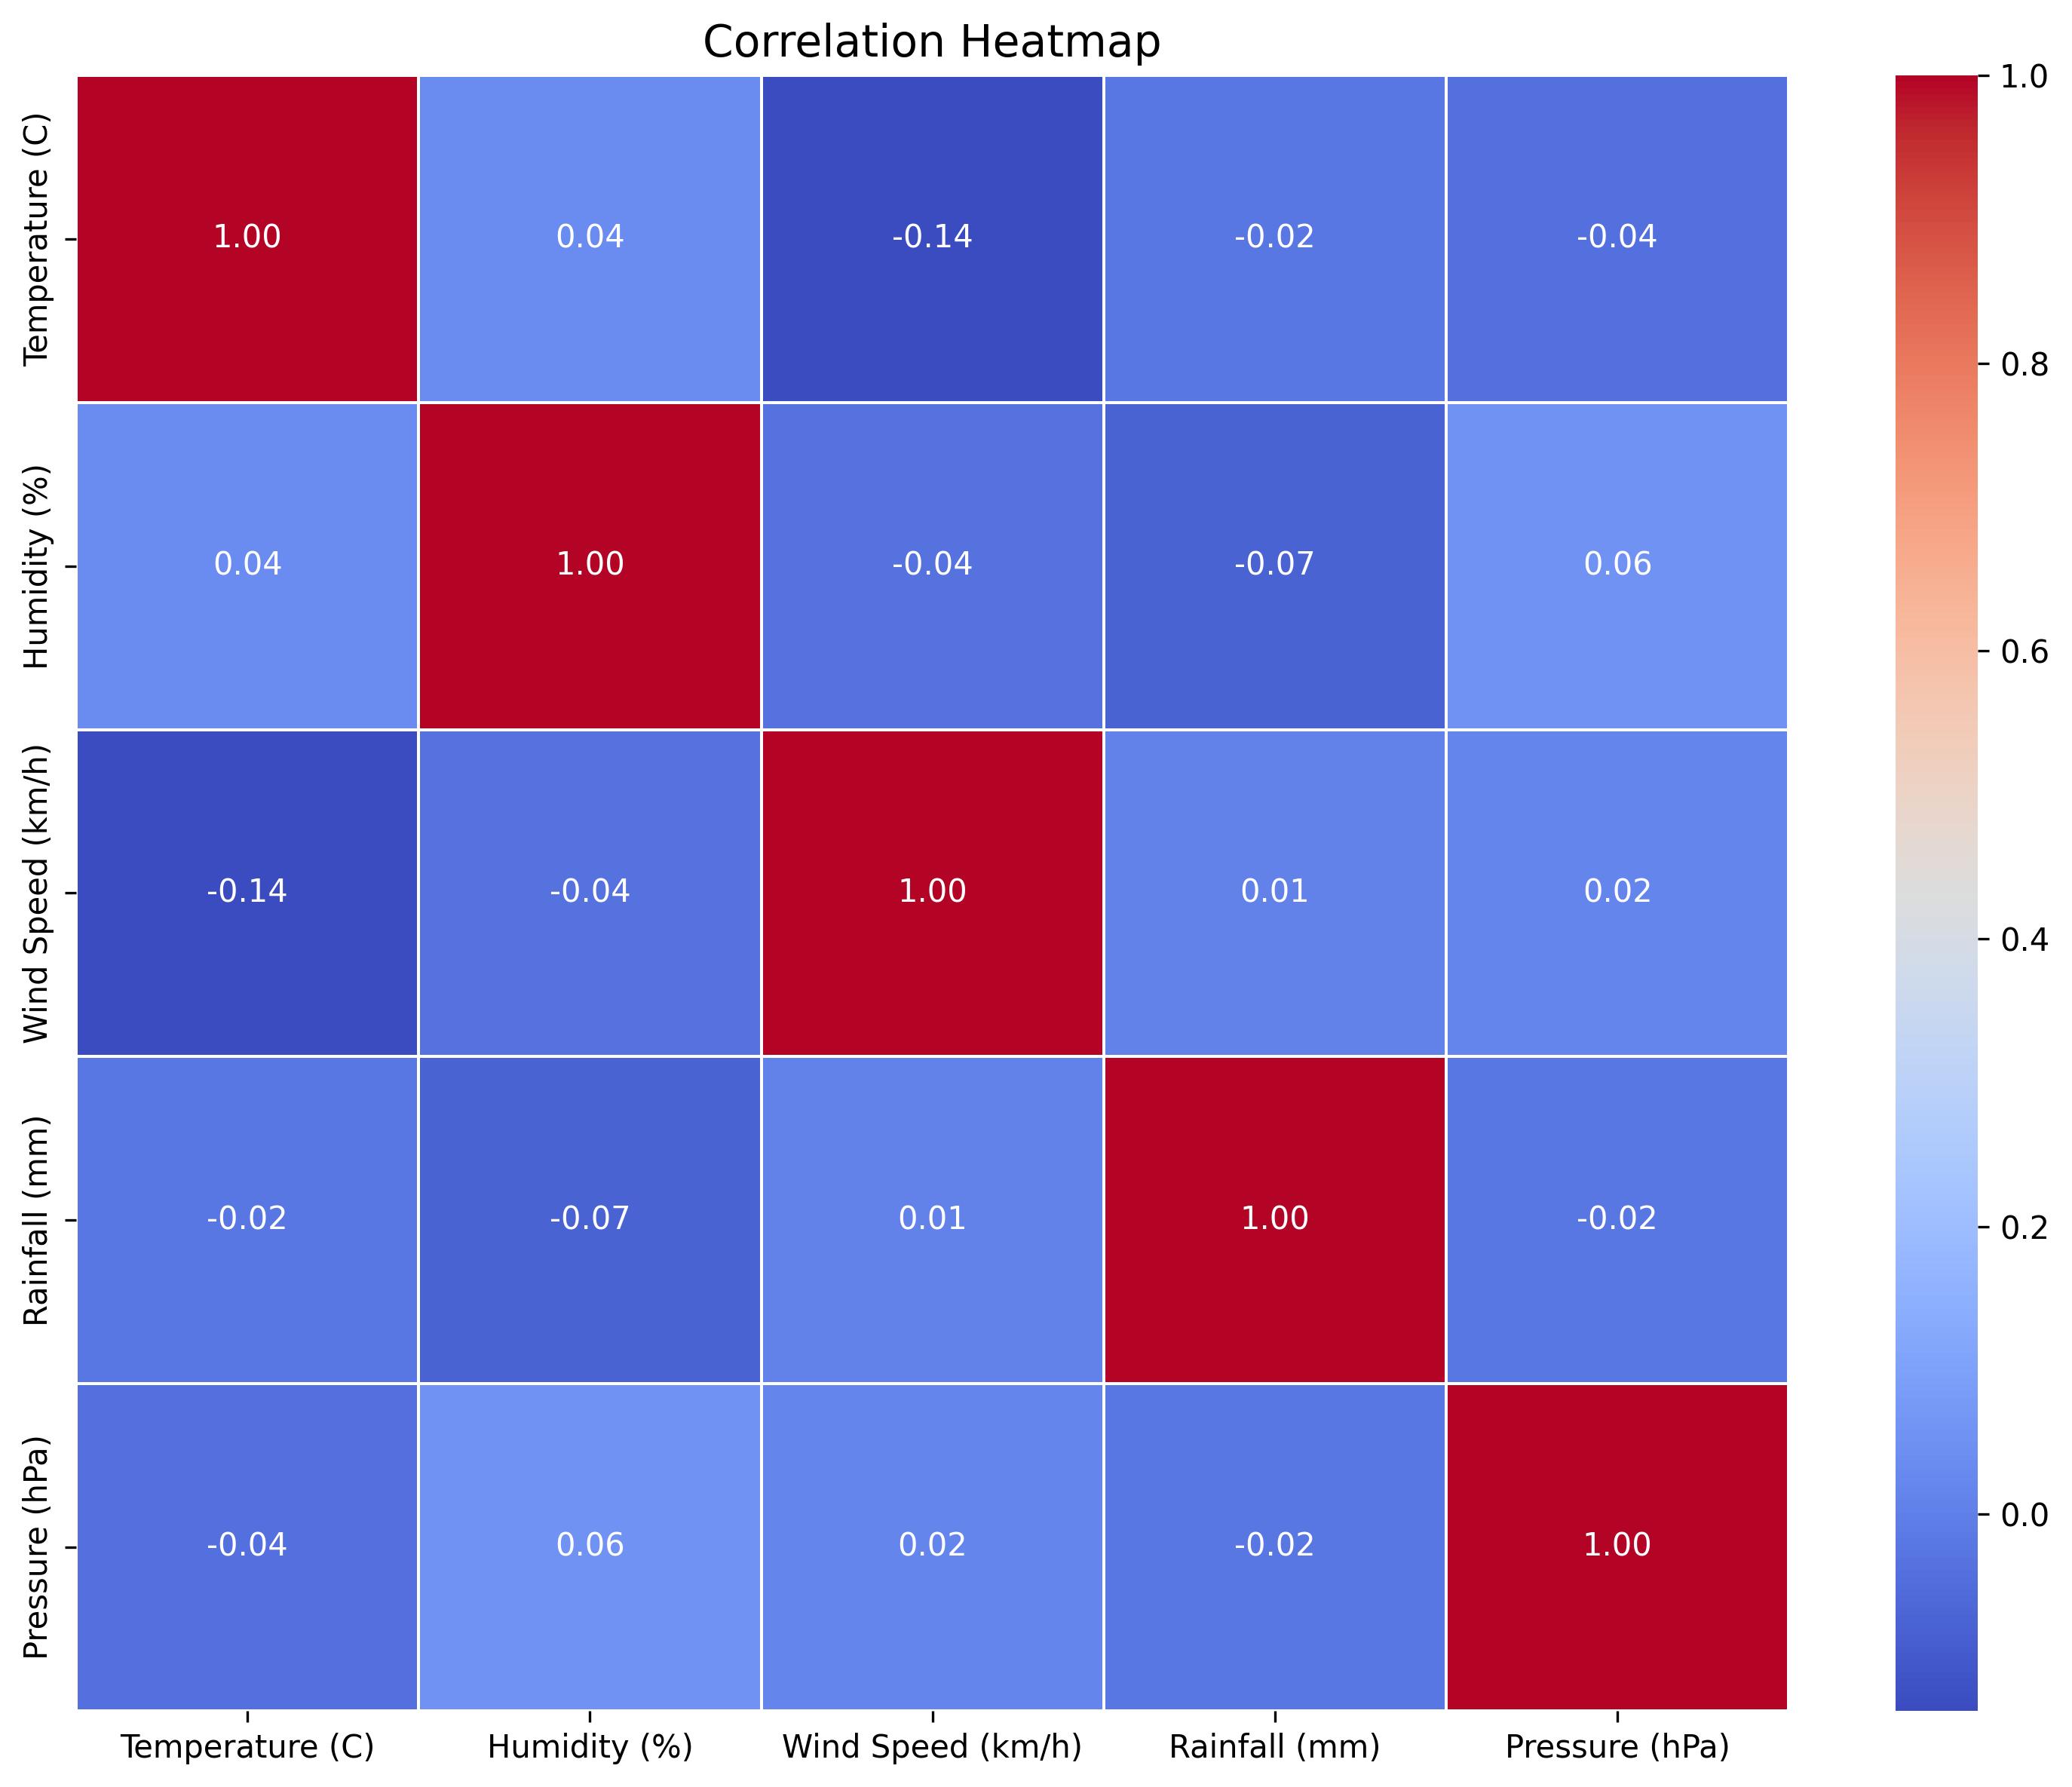 Correlation Heatmap
Temperature (C)
1.00
0.04
-0.14
-0.02
-0.04
Humidity (%)
0.04
1.00
-0.04
-0.07
0.06
Wind Speed (km/h)
-0.14
-0.04
1.00
0.01
0.02
Rainfall (mm)
-0.02
-0.07
0.01
1.00
-0.02
Pressure (hPa)
-0.04
0.06
0.02
-0.02
1.00
Temperature (C)
Humidity (%)
Wind Speed (km/h)
Rainfall (mm)
Pressure (hPa)
1.0
0.8
0.6
0.4
0.2
0.0